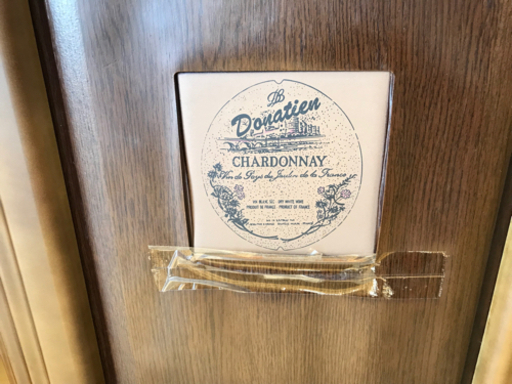 DB
Donatien
CHARDONNAY
Vin de Pays du Jardin de la France
VIN BLANC SEC - DRY WHITE WINE
PRODUIT DE FRANCE - PRODUCT OF FRANCE